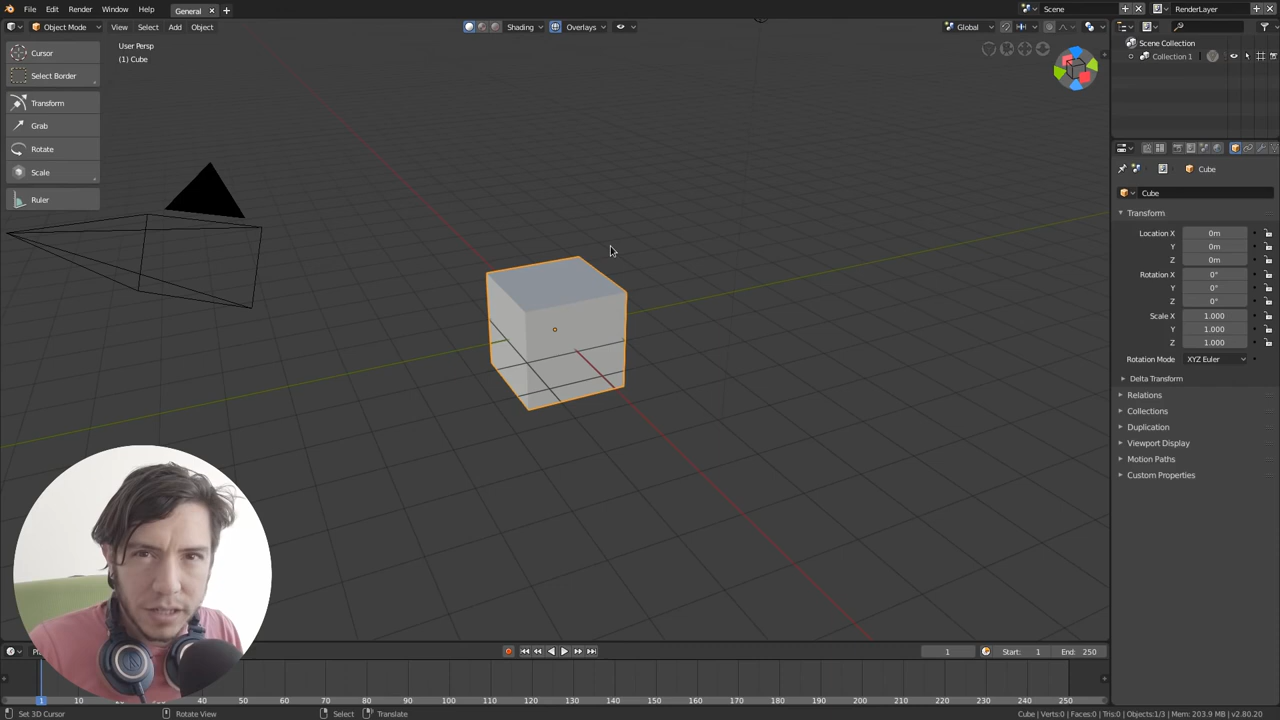 File Edit Render Window Help General Scene RenderLayer
Object Mode View Select Add Object Shading Overlays Global
User Persp
(1) Cube
Cursor
Select Border
Transform
Grab
Rotate
Scale
Ruler
Scene Collection
Collection 1
Cube
Cube
Transform
Location X 0m
Y 0m
Z 0m
Rotation X 0°
Y 0°
Z 0°
Scale X 1.000
Y 1.000
Z 1.000
Rotation Mode XYZ Euler
Delta Transform
Relations
Collections
Duplication
Viewport Display
Motion Paths
Custom Properties
1 Start: 1 End: 250
1 10 80 90 100 110 120 130 140 150 160 170 180 190 200 210 220 230 240 250
Set 3D Cursor Rotate View Select Translate Cube | Verts:0 | Faces:0 | Tris:0 | Objects:1/3 | Mem: 203.9 MB | v2.80.20